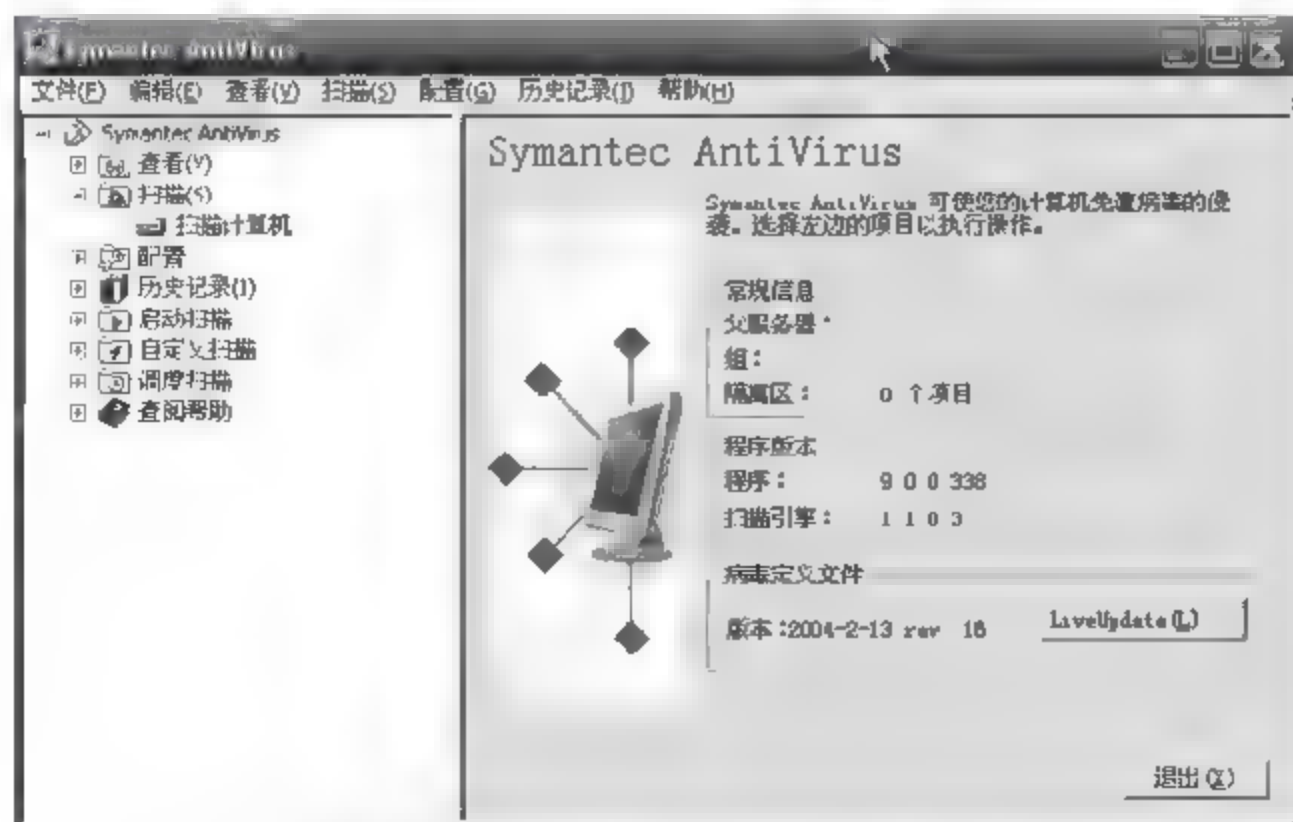 Symantec AntiVirus
文件(F) 编辑(E) 查看(V) 扫描(S) 配置(G) 历史记录(I) 帮助(H)
Symantec AntiVirus
查看(V)
扫描(S)
扫描计算机
配置
历史记录(I)
启动扫描
自定义扫描
调度扫描
查阅帮助
Symantec AntiVirus
Symantec AntiVirus 可使您的计算机免遭病毒的侵
袭。选择左边的项目以执行操作。
常规信息
父服务器：
组：
隔离区： 0 个项目
程序版本
程序： 9 0 0 338
扫描引擎： 1 1 0 3
病毒定义文件
版本：2004-2-13 rev 16
LiveUpdate(L)
退出(X)